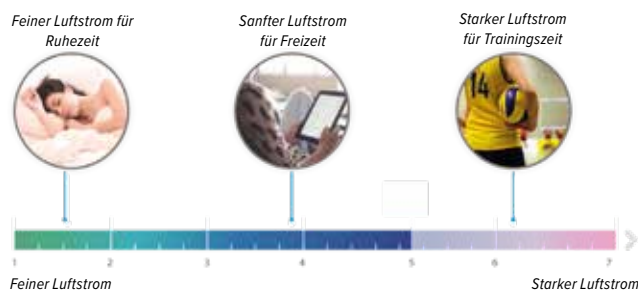 Feiner Luftstrom für
Ruhezeit
Sanfter Luftstrom
für Freizeit
Starker Luftstrom
für Trainingszeit
14
1 2 3 4 5 6 7
Feiner Luftstrom Starker Luftstrom